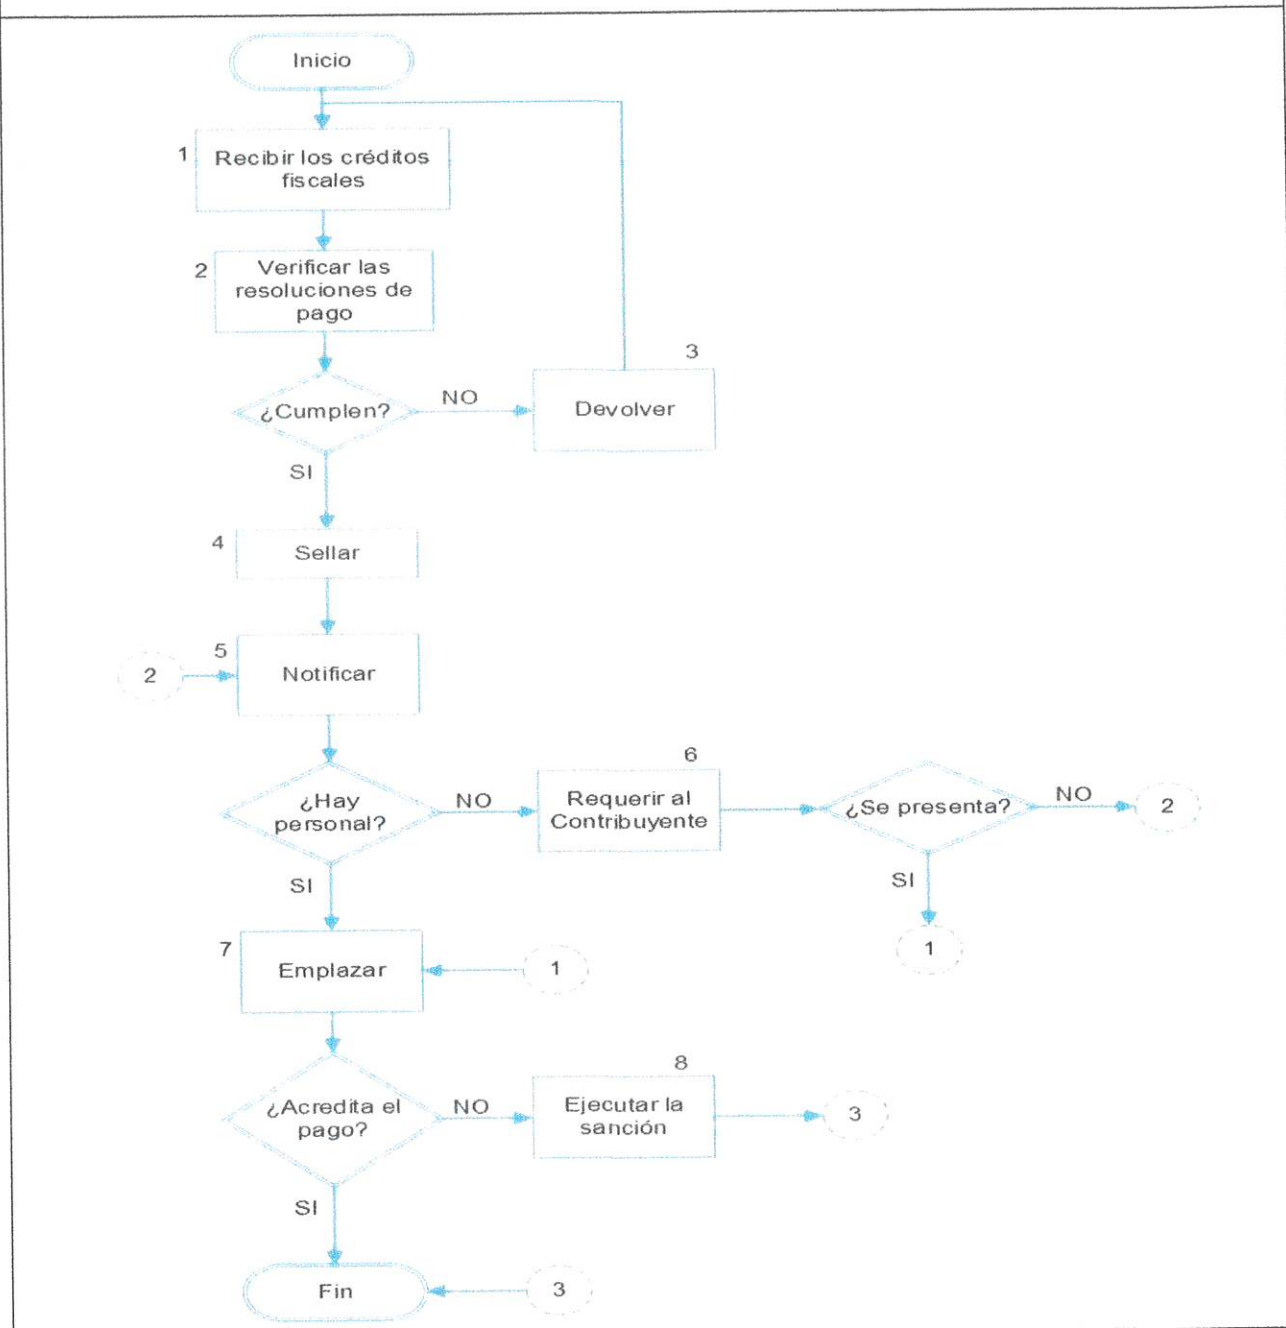 Inicio
1
Recibir los créditos
fiscales
2
Verificar las
resoluciones de
pago
¿Cumplen?
NO
3
Devolver
SI
4
Sellar
2
5
Notificar
¿Hay
personal?
NO
6
Requerir al
Contribuyente
¿Se presenta?
NO
2
SI
1
SI
7
Emplazar
1
¿Acredita el
pago?
NO
8
Ejecutar la
sanción
3
SI
Fin
3